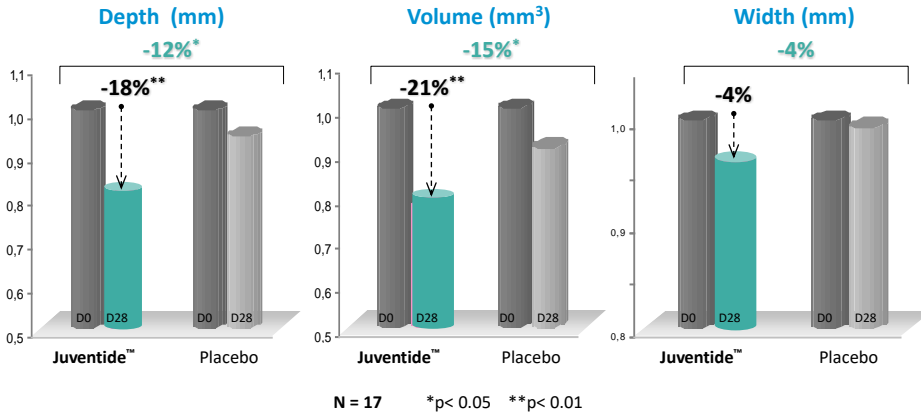 Depth (mm)
-12%*
1,1
1,0
0,9
0,8
0,7
0,6
0,5
-18%**
D0 D28 D0 D28
Juventide™ Placebo
Volume (mm³)
-15%*
1,1
1,0
0,9
0,8
0,7
0,6
0,5
-21%**
D0 D28 D0 D28
Juventide™ Placebo
Width (mm)
-4%
1,0
0,9
0,8
-4%
D0 D28 D0 D28
Juventide™ Placebo
N = 17 *p< 0.05 **p< 0.01